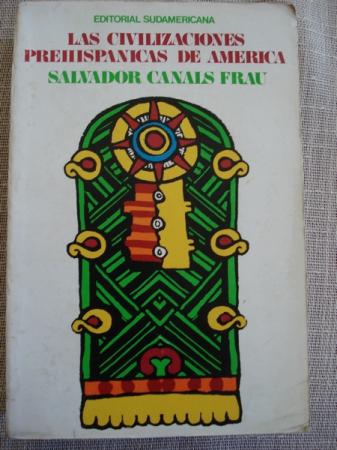 EDITORIAL SUDAMERICANA
LAS CIVILIZACIONES
PREHISPANICAS DE AMERICA
SALVADOR CANALS FRAU